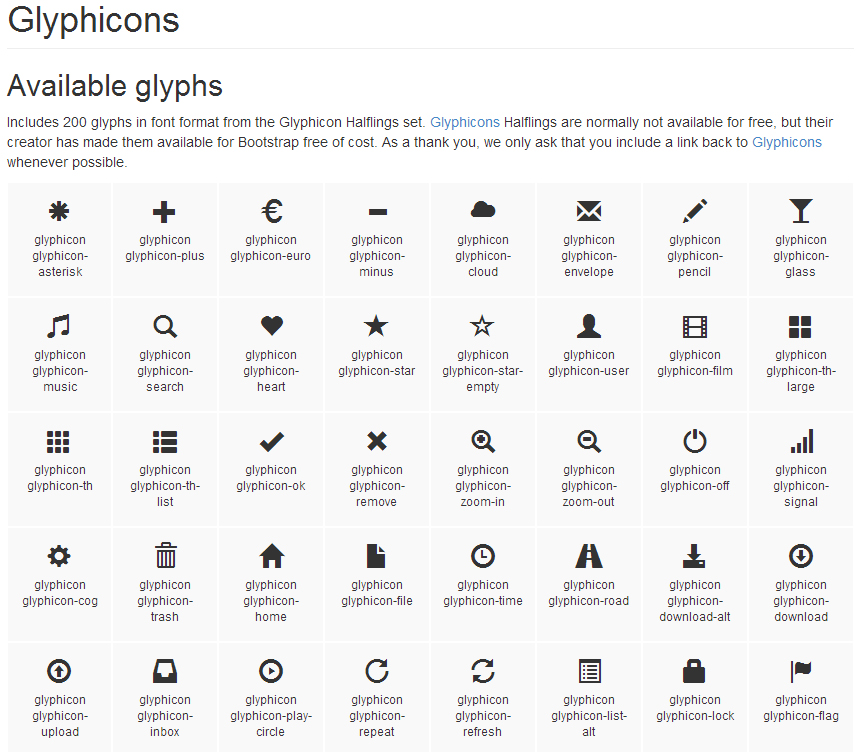 Glyphicons
Available glyphs
Includes 200 glyphs in font format from the Glyphicon Halflings set. Glyphicons Halflings are normally not available for free, but their
creator has made them available for Bootstrap free of cost. As a thank you, we only ask that you include a link back to Glyphicons
whenever possible.
glyphicon
glyphicon-
asterisk
glyphicon
glyphicon-plus
glyphicon
glyphicon-euro
glyphicon
glyphicon-
minus
glyphicon
glyphicon-
cloud
glyphicon
glyphicon-
envelope
glyphicon
glyphicon-
pencil
glyphicon
glyphicon-
glass
glyphicon
glyphicon-
music
glyphicon
glyphicon-
search
glyphicon
glyphicon-
heart
glyphicon
glyphicon-star
glyphicon
glyphicon-star-
empty
glyphicon
glyphicon-user
glyphicon
glyphicon-film
glyphicon
glyphicon-th-
large
glyphicon
glyphicon-th
glyphicon
glyphicon-th-
list
glyphicon
glyphicon-ok
glyphicon
glyphicon-
remove
glyphicon
glyphicon-
zoom-in
glyphicon
glyphicon-
zoom-out
glyphicon
glyphicon-off
glyphicon
glyphicon-
signal
glyphicon
glyphicon-cog
glyphicon
glyphicon-
trash
glyphicon
glyphicon-
home
glyphicon
glyphicon-file
glyphicon
glyphicon-time
glyphicon
glyphicon-road
glyphicon
glyphicon-
download-alt
glyphicon
glyphicon-
download
glyphicon
glyphicon-
upload
glyphicon
glyphicon-
inbox
glyphicon
glyphicon-play-
circle
glyphicon
glyphicon-
repeat
glyphicon
glyphicon-
refresh
glyphicon
glyphicon-list-
alt
glyphicon
glyphicon-lock
glyphicon
glyphicon-flag